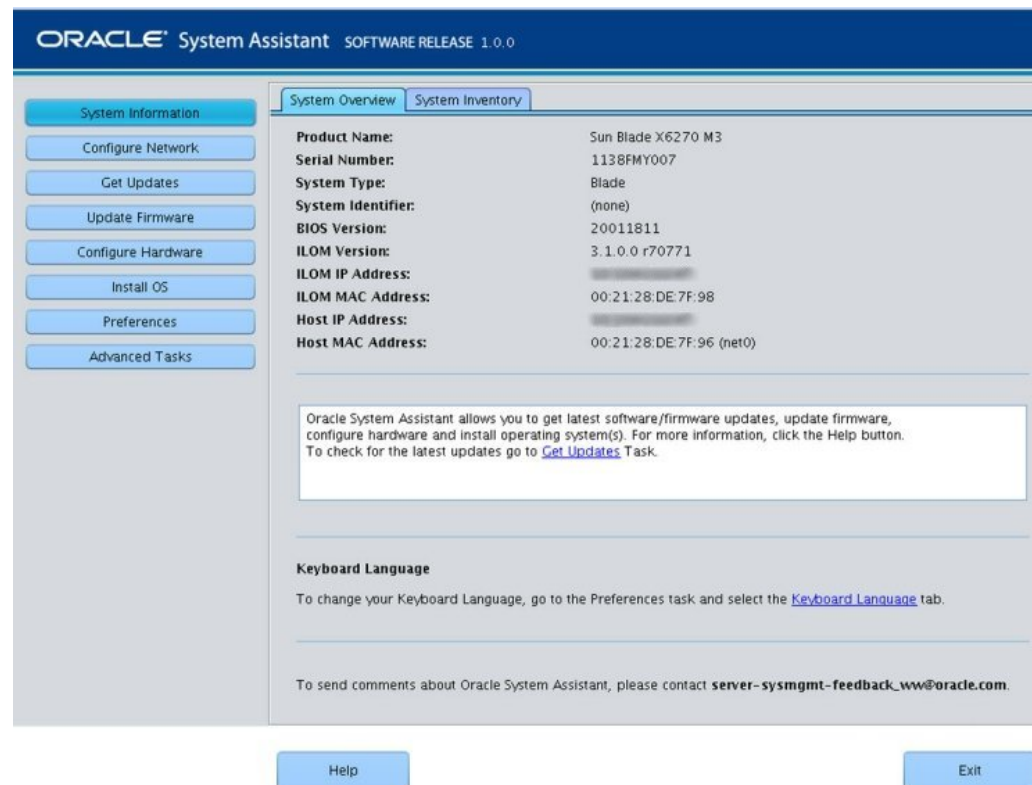 ORACLE® System Assistant SOFTWARE RELEASE 1.0.0
System Information
Configure Network
Get Updates
Update Firmware
Configure Hardware
Install OS
Preferences
Advanced Tasks
System Overview System Inventory
Product Name: Sun Blade X6270 M3
Serial Number: 1138FMY007
System Type: Blade
System Identifier: (none)
BIOS Version: 20011811
ILOM Version: 3.1.0.0 r70771
ILOM IP Address:
ILOM MAC Address: 00:21:28:DE:7F:98
Host IP Address:
Host MAC Address: 00:21:28:DE:7F:96 (net0)
Oracle System Assistant allows you to get latest software/firmware updates, update firmware,
configure hardware and install operating system(s). For more information, click the Help button.
To check for the latest updates go to Get Updates Task.
Keyboard Language
To change your Keyboard Language, go to the Preferences task and select the Keyboard Language tab.
To send comments about Oracle System Assistant, please contact server-sysmgmt-feedback_ww@oracle.com.
Help
Exit